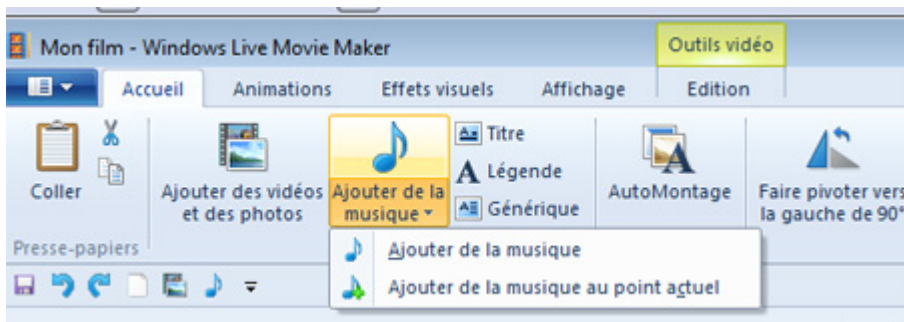 Mon film - Windows Live Movie Maker
Outils vidéo
Accueil
Animations
Effets visuels
Affichage
Edition
Coller
Presse-papiers
Ajouter des vidéos
et des photos
Ajouter de la
musique
Titre
Légende
Générique
AutoMontage
Faire pivoter vers
la gauche de 90°
Ajouter de la musique
Ajouter de la musique au point actuel